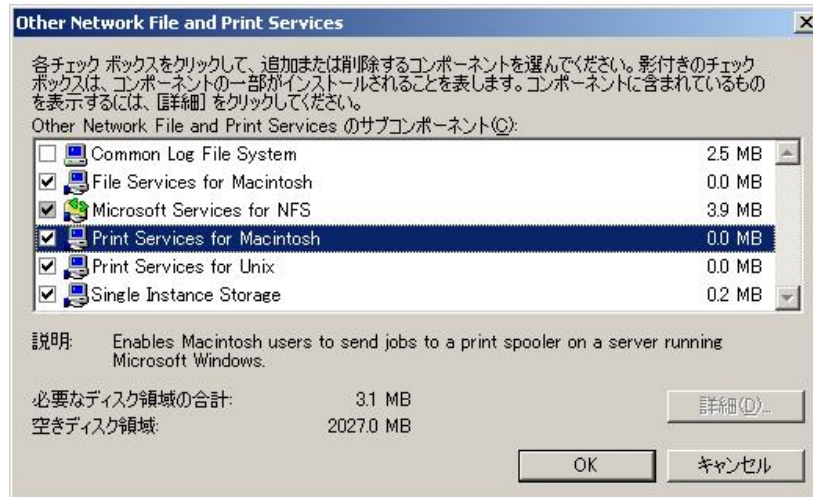 Other Network File and Print Services
各チェック ボックスをクリックして、追加または削除するコンポーネントを選んでください。影付きのチェック
ボックスは、コンポーネントの一部がインストールされることを表します。コンポーネントに含まれているもの
を表示するには、[詳細] をクリックしてください。
Other Network File and Print Services のサブコンポーネント(C):
Common Log File System 2.5 MB
File Services for Macintosh 0.0 MB
Microsoft Services for NFS 3.9 MB
Print Services for Macintosh 0.0 MB
Print Services for Unix 0.0 MB
Single Instance Storage 0.2 MB
説明: Enables Macintosh users to send jobs to a print spooler on a server running
Microsoft Windows.
必要なディスク領域の合計: 3.1 MB
空きディスク領域: 2027.0 MB
詳細(D)...
OK キャンセル